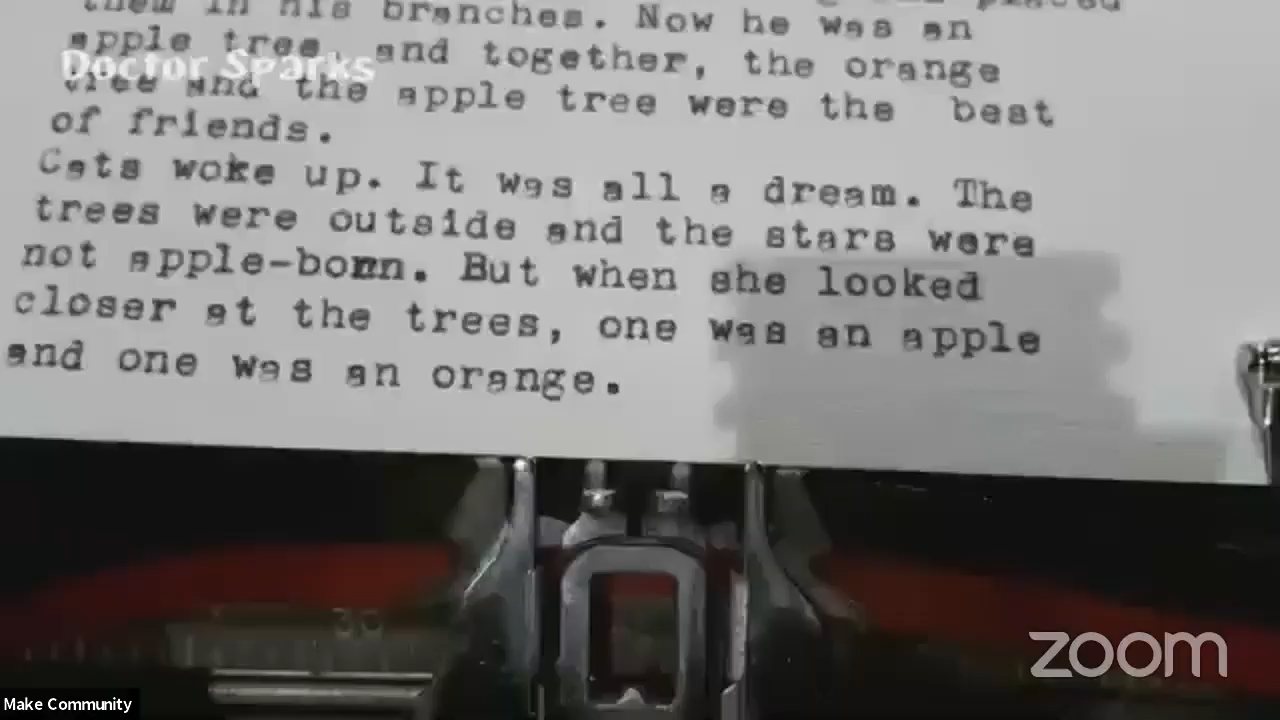 them in his branches. Now he was an
apple tree, and together, the orange
Doctor Sparks
tree and the apple tree were the best
of friends.
Cats woke up. It was all a dream. The
trees were outside and the stars were
not apple-born. But when she looked
closer at the trees, one was an apple
and one was an orange.
30
zoom
Make Community